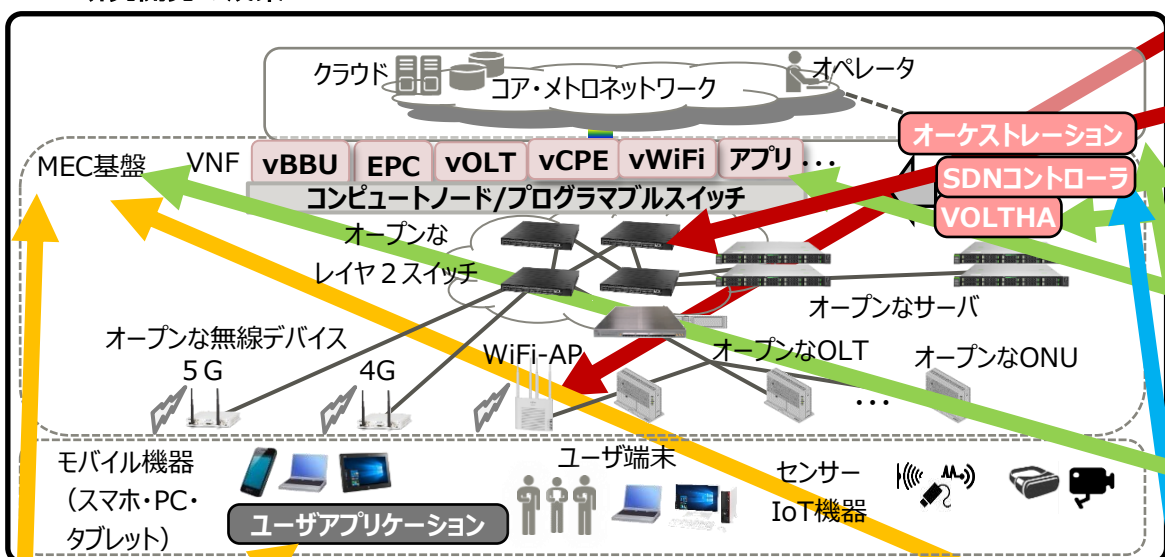 クラウド
コア・メトロネットワーク
オペレータ
オーケストレーション
MEC基盤
VNF
vBBU
EPC
vOLT
vCPE
vWiFi
アプリ
・・・
SDNコントローラ
コンピュートノード/プログラマブルスイッチ
VOLTHA
オープンな
レイヤ２スイッチ
オープンなサーバ
オープンな無線デバイス
5G
4G
WiFi-AP
オープンなOLT
オープンなONU
・・・
モバイル機器
(スマホ・PC・
タブレット)
ユーザアプリケーション
ユーザ端末
センサー
IoT機器